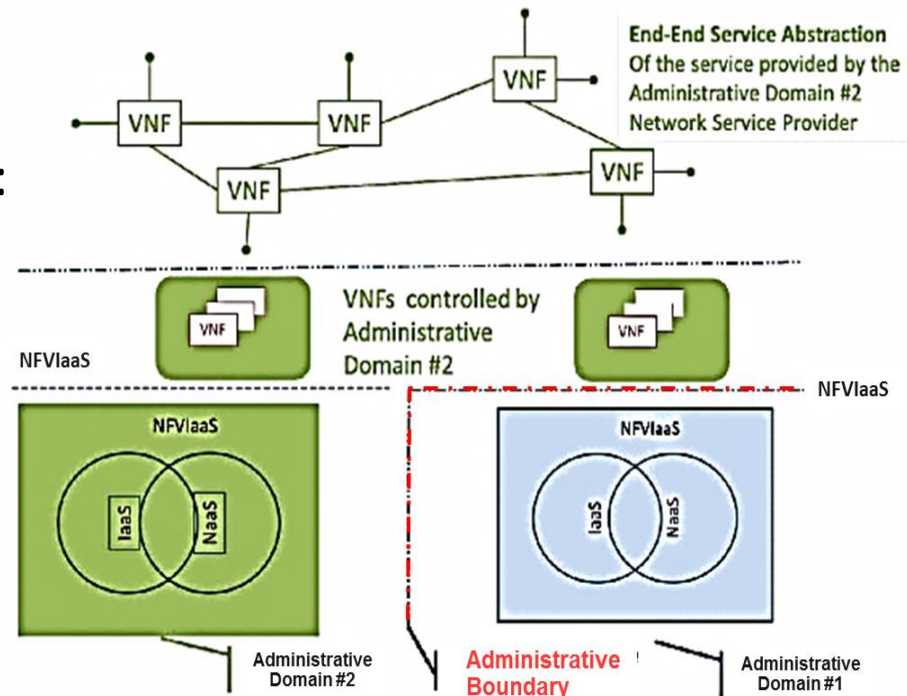 End-End Service Abstraction
Of the service provided by the
Administrative Domain #2
Network Service Provider
VNF
VNF
VNF
VNF
VNF
:
VNFs controlled by
Administrative
Domain #2
VNF
VNF
NFVIaaS
NFVIaaS
NFVIaaS
IaaS
NaaS
NFVIaaS
IaaS
NaaS
Administrative
Domain #2
Administrative
Boundary
Administrative
Domain #1